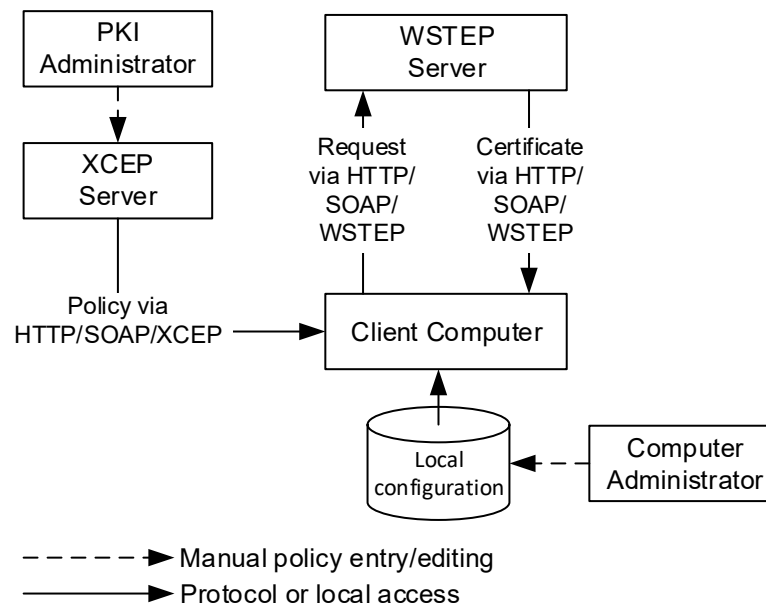 PKI
Administrator
WSTEP
Server
XCEP
Server
Request
via HTTP/
SOAP/
WSTEP
Certificate
via HTTP/
SOAP/
WSTEP
Policy via
HTTP/SOAP/XCEP
Client Computer
Local
configuration
Computer
Administrator
Manual policy entry/editing
Protocol or local access